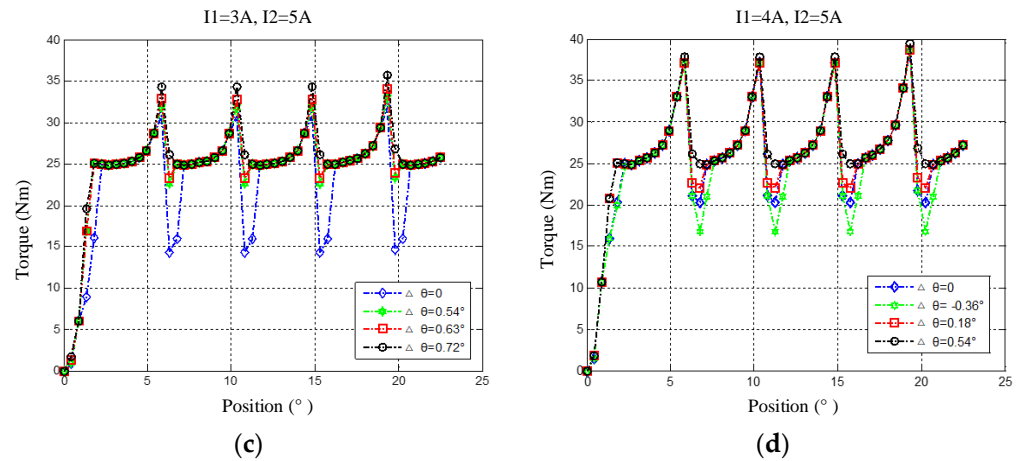 I1=3A, I2=5A
Torque (Nm)
40
35
30
25
20
15
10
5
0
△ θ=0
△ θ=0.54°
△ θ=0.63°
△ θ=0.72°
0 5 10 15 20 25
Position (° )
(c)
I1=4A, I2=5A
Torque (Nm)
40
35
30
25
20
15
10
5
0
△ θ=0
△ θ= -0.36°
△ θ=0.18°
△ θ=0.54°
0 5 10 15 20 25
Position (° )
(d)